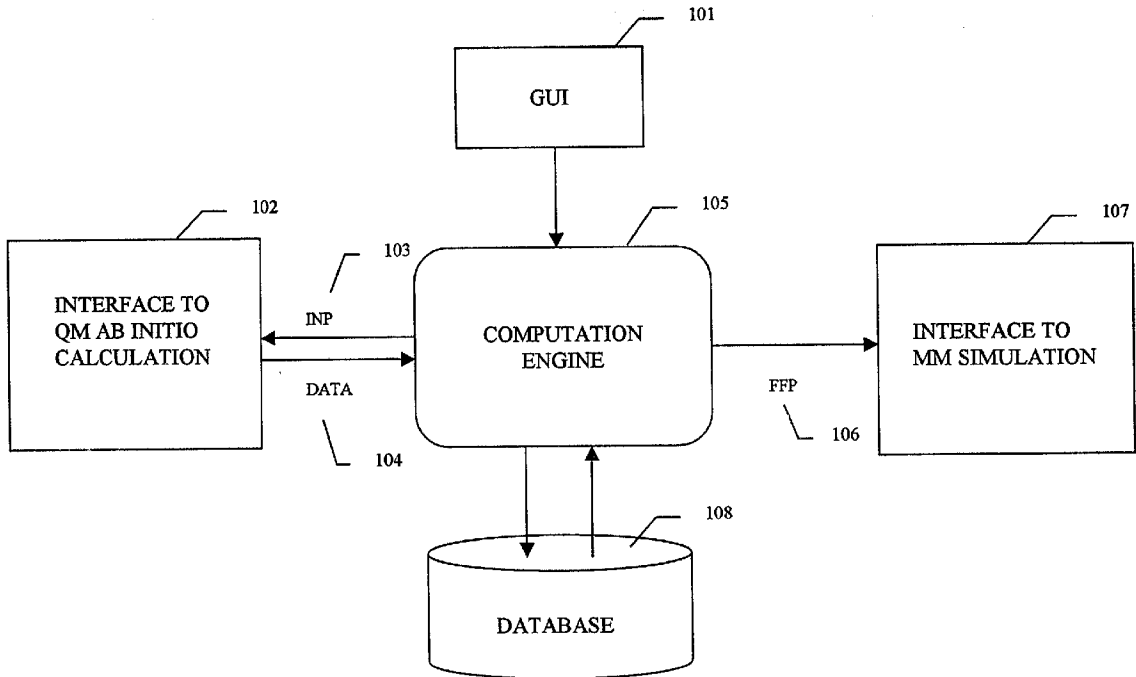 101
GUI
102
105
107
103
INTERFACE TO
QM AB INITIO
CALCULATION
INP
DATA
104
COMPUTATION
ENGINE
FFP
106
INTERFACE TO
MM SIMULATION
108
DATABASE